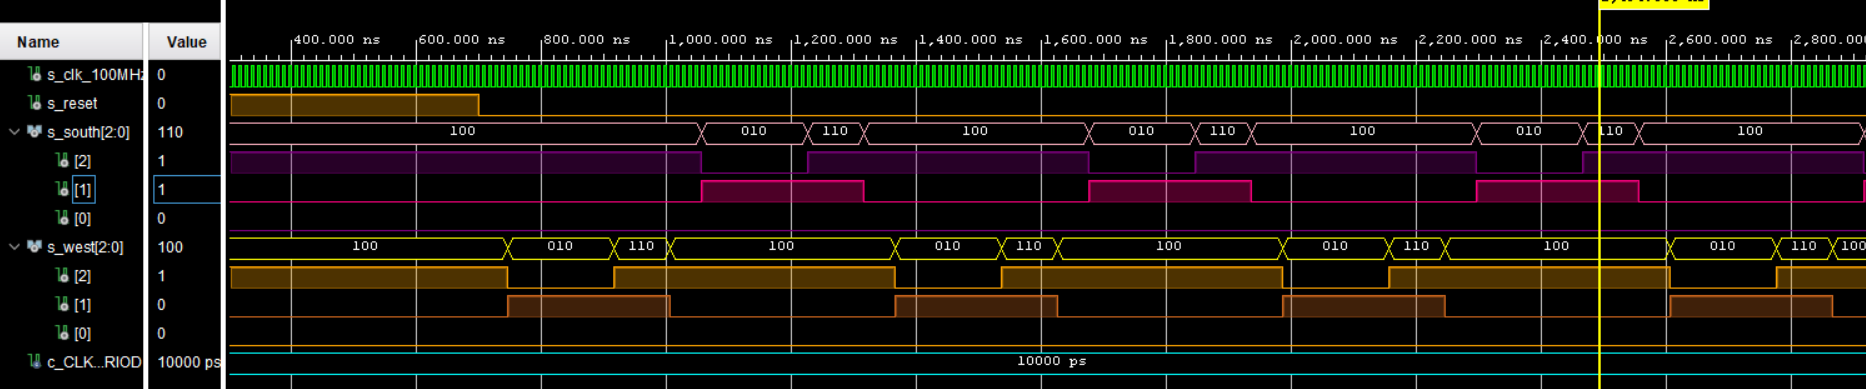 Name Value
400.000 ns 600.000 ns 800.000 ns 1,000.000 ns 1,200.000 ns 1,400.000 ns 1,600.000 ns 1,800.000 ns 2,000.000 ns 2,200.000 ns 2,400.000 ns 2,600.000 ns 2,800.00
s_clk_100MHz 0
s_reset 0
s_south[2:0] 110 100 010 110 100 010 110 100 010 110 100
[2] 1
[1] 1
[0] 0
s_west[2:0] 100 100 010 110 100 010 110 100 010 110 100 010 110 100
[2] 1
[1] 0
[0] 0
c_CLK...RIOD 10000 ps 10000 ps